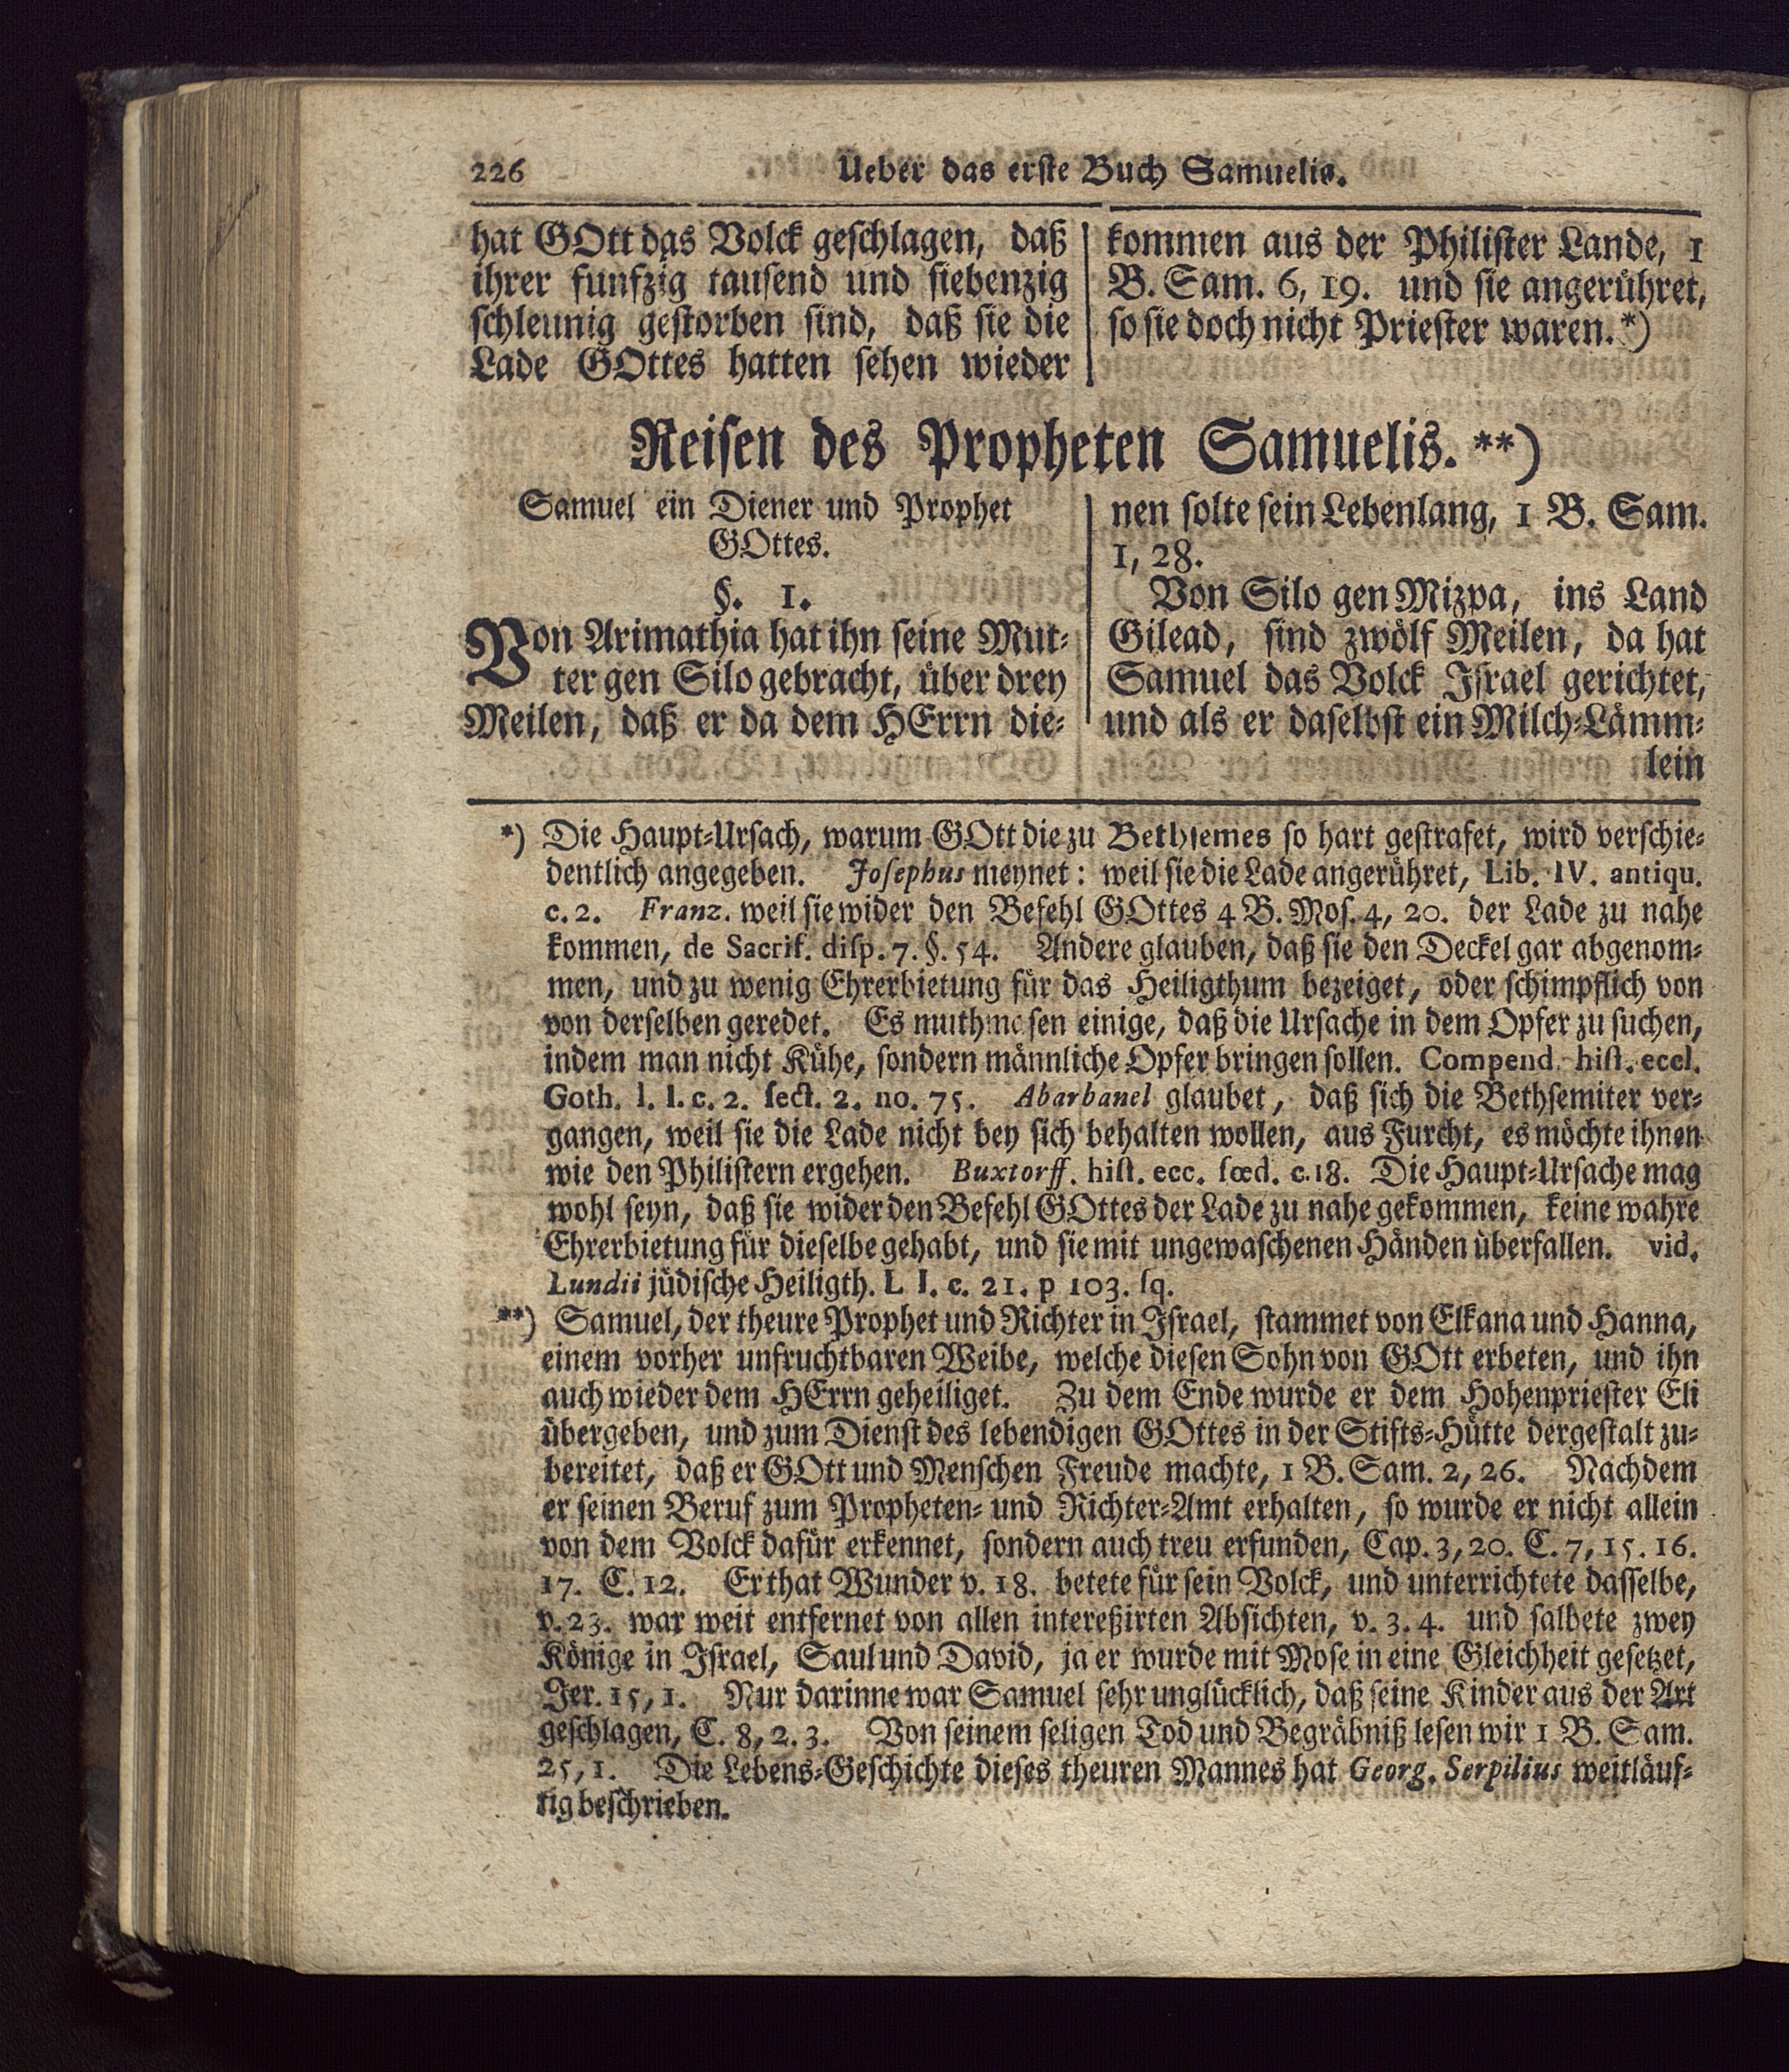 226 Ueber das erste Buch Samuelis.
hat GOtt das Volck geschlagen, daß
ihrer funfzig tausend und siebenzig
schleunig gestorben sind, daß sie die
Lade GOttes hatten sehen wieder
kommen aus der Philister Lande, 1
B. Sam. 6, 19. und sie angerühret,
so sie doch nicht Priester waren. *)
Reisen des Propheten Samuelis. **)
Samuel ein Diener und Prophet
GOttes.
§. 1.
Von Arimathia hat ihn seine Mut-
ter gen Silo gebracht, über drey
Meilen, daß er da dem HErrn die-
nen solte sein Lebenlang, 1 B. Sam.
1, 28.
Von Silo gen Mizpa, ins Land
Gilead, sind zwölf Meilen, da hat
Samuel das Volck Israel gerichtet,
und als er daselbst ein Milch-Lämm-
lein
*) Die Haupt-Ursach, warum GOtt die zu Bethsemes so hart gestrafet, wird verschie-
dentlich angegeben. Josephus meynet: weil sie die Lade angerühret, Lib. IV. antiqu.
c. 2. Franz. weil sie wider den Befehl GOttes 4 B. Mos. 4, 20. der Lade zu nahe
kommen, de Sacrif. disp. 7. §. 54. Andere glauben, daß sie den Deckel gar abgenom-
men, und zu wenig Ehrerbietung für das Heiligthum bezeiget, oder schimpflich von
von derselben geredet. Es muthmasen einige, daß die Ursache in dem Opfer zu suchen,
indem man nicht Kühe, sondern männliche Opfer bringen sollen. Compend. hist. eccl.
Goth. l. I. c. 2. sect. 2. no. 75. Abarbanel glaubet, daß sich die Bethsemiter ver-
gangen, weil sie die Lade nicht bey sich behalten wollen, aus Furcht, es möchte ihnen
wie den Philistern ergehen. Buxtorff. hist. ecc. fœd. c. 18. Die Haupt-Ursache mag
wohl seyn, daß sie wider den Befehl GOttes der Lade zu nahe gekommen, keine wahre
Ehrerbietung für dieselbe gehabt, und sie mit ungewaschenen Händen überfallen. vid.
Lundii jüdische Heiligth. L I. c. 21. p 103. sq.
**) Samuel, der theure Prophet und Richter in Israel, stammet von Elkana und Hanna,
einem vorher unfruchtbaren Weibe, welche diesen Sohn von GOtt erbeten, und ihn
auch wieder dem HErrn geheiliget. Zu dem Ende wurde er dem Hohenpriester Eli
übergeben, und zum Dienst des lebendigen GOttes in der Stifts-Hütte dergestalt zu-
bereitet, daß er GOtt und Menschen Freude machte, 1 B. Sam. 2, 26. Nachdem
er seinen Beruf zum Propheten- und Richter-Amt erhalten, so wurde er nicht allein
von dem Volck dafür erkennet, sondern auch treu erfunden, Cap. 3, 20. C. 7, 15. 16.
17. C. 12. Er that Wunder v. 18. betete für sein Volck, und unterrichtete dasselbe,
v. 23. war weit entfernet von allen intereßirten Absichten, v. 3. 4. und salbete zwey
Könige in Israel, Saul und David, ja er wurde mit Mose in eine Gleichheit gesetzet,
Jer. 15, 1. Nur darinne war Samuel sehr unglücklich, daß seine Kinder aus der Art
geschlagen, C. 8, 2. 3. Von seinem seligen Tod und Begräbniß lesen wir 1 B. Sam.
25, 1. Die Lebens-Geschichte dieses theuren Mannes hat Georg. Serpilius weitläuf-
tig beschrieben.